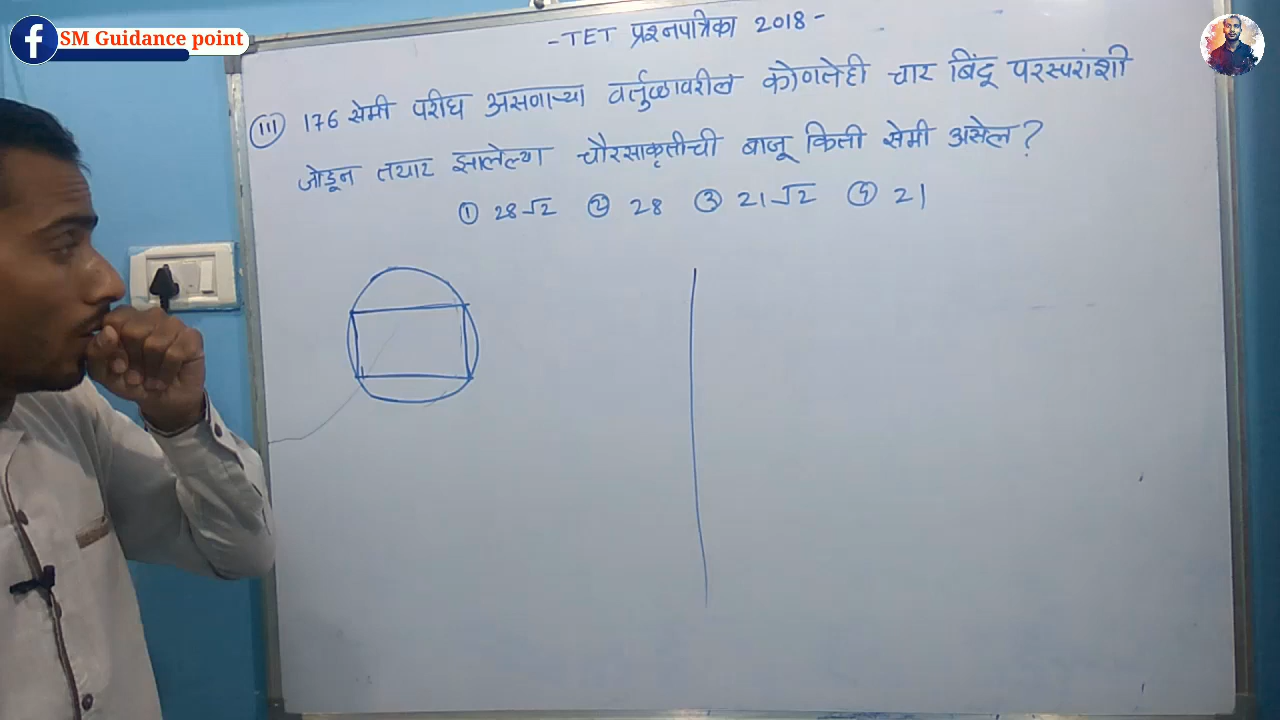 SM Guidance point
-TET प्रश्नपत्रिका 2018-
(III) 176 सेमी परीघ असणाऱ्या वर्तुळावरील कोणतेही चार बिंदू परस्परांशी
जोडून तयार झालेल्या चौरसाकृतीची बाजू किती सेमी असेल?
① 28√2 ② 28 ③ 21√2 ④ 21